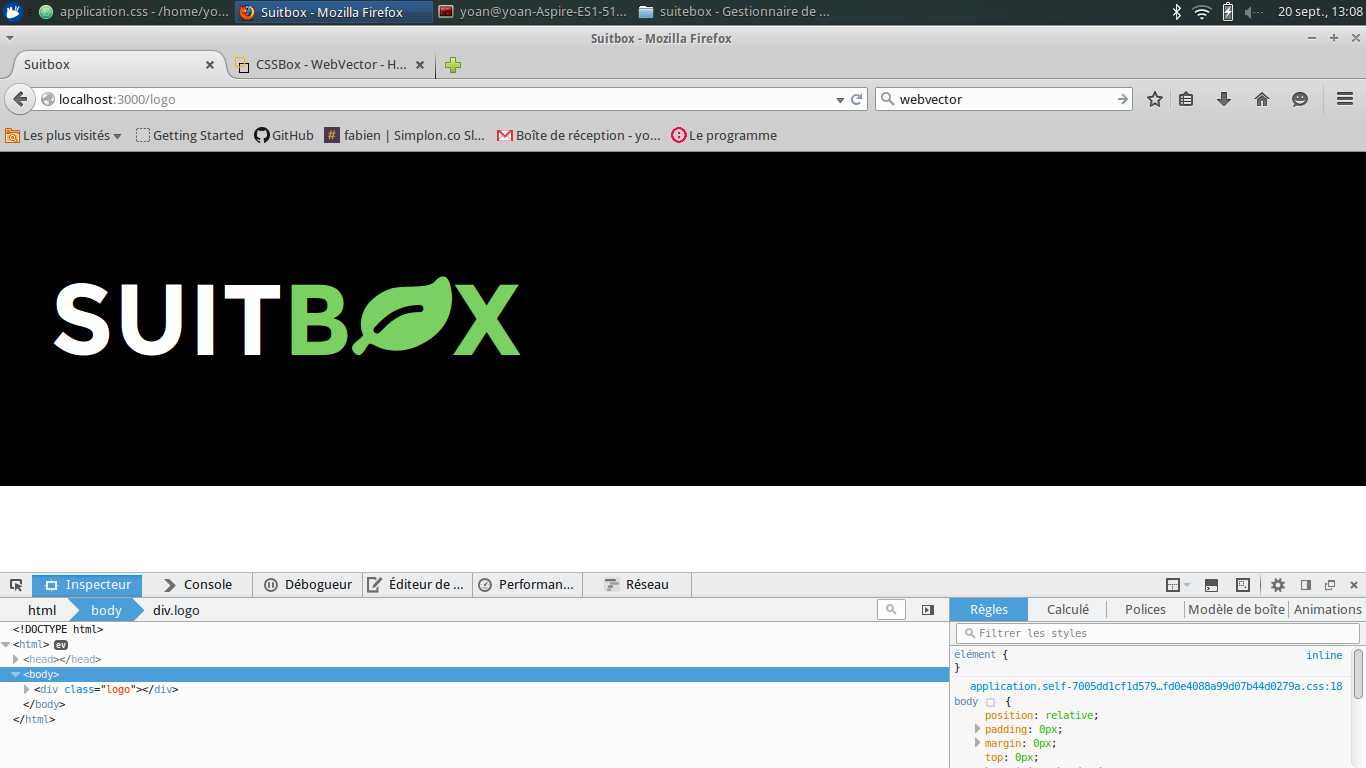 application.css - /home/yo... Suitbox - Mozilla Firefox yoan@yoan-Aspire-ES1-51... suitebox - Gestionnaire de ... 20 sept., 13:08
Suitbox - Mozilla Firefox
Suitbox CSSBox - WebVector - H...
localhost:3000/logo webvector
Les plus visités Getting Started GitHub # fabien | Simplon.co Sl... Boîte de réception - yo... Le programme
SUITB X
Inspecteur Console Débogueur Éditeur de ... Performan... Réseau
html body div.logo Règles Calculé Polices Modèle de boîte Animations
<!DOCTYPE html> Filtrer les styles
<html> ev
<head></head>
<body>
<div class="logo"></div>
</body>
</html>
élément { inline
}
application.self-7005dd1cf1d579…fd0e4088a99d07b44d0279a.css:18
body {
position: relative;
padding: 0px;
margin: 0px;
top: 0px;